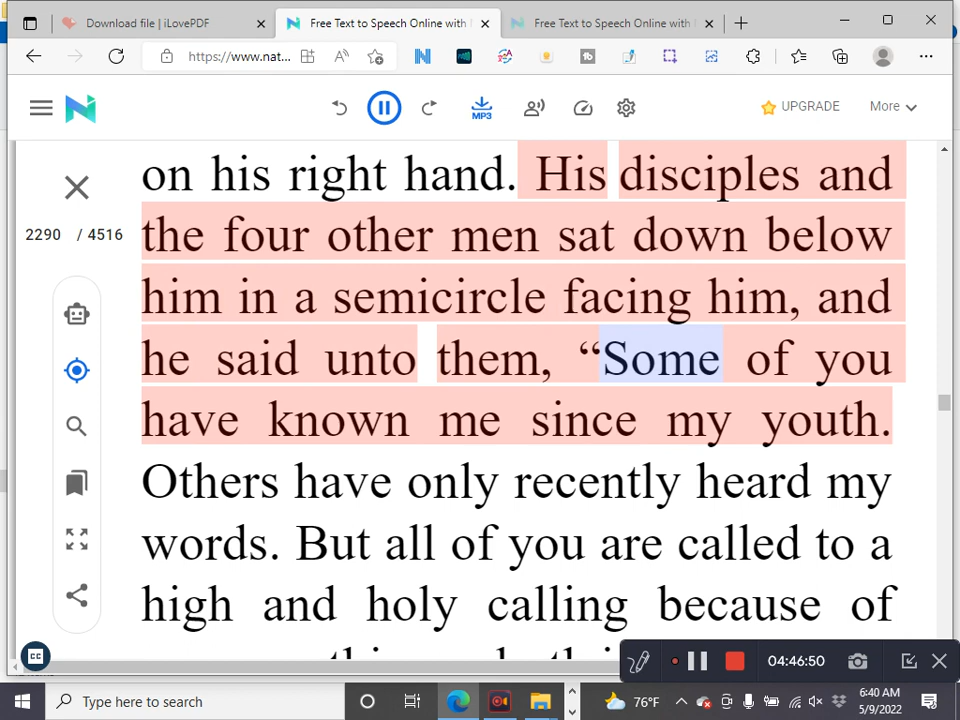 Download file | iLovePDF
Free Text to Speech Online with
Free Text to Speech Online with
https://www.nat...
MP3
UPGRADE
More
2290 / 4516
on his right hand. His disciples and
the four other men sat down below
him in a semicircle facing him, and
he said unto them, “Some of you
have known me since my youth.
Others have only recently heard my
words. But all of you are called to a
high and holy calling because of
CC
04:46:50
Type here to search
76°F
6:40 AM
5/9/2022